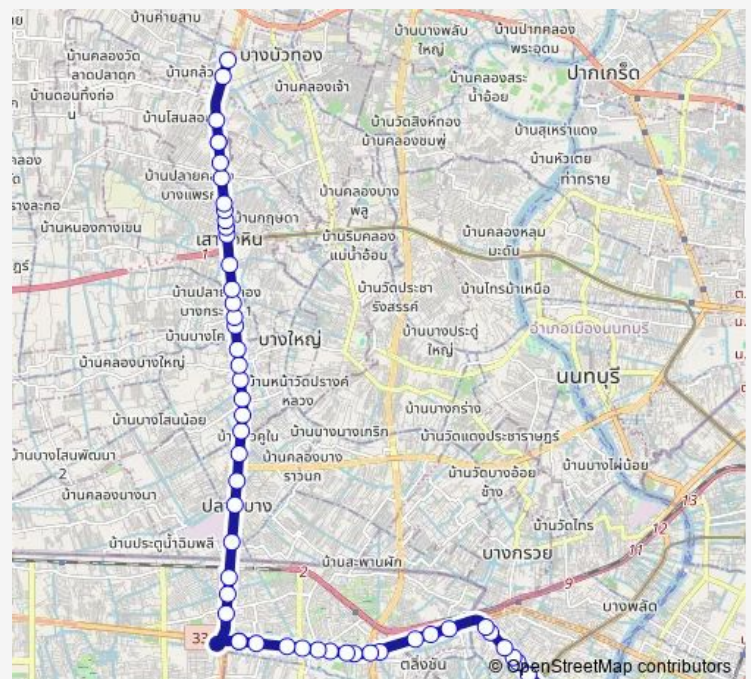 บ้านค่ายสาม
บ้านบางพลับ
ใหญ่
บ้านปากคลอง
พระอุดม
บ้านคลองวัด
ลาดปลาดุก
บางบัวทอง
บ้านกล้วย
บ้านคลองเจ้า
บ้านคลองสระ
น้ำอ้อย
ปากเกร็ด
บ้านดอนทิ้งถ่อ
น
บ้านวัดสิงห์ทอง
บ้านคลองชมพู่
บ้านสุเหร่าแดง
บ้านหัวเตย
ท่าทราย
บางแพรก
บ้านคลองบาง
พลู
บ้านกฤษดา
บ้านหนองกางเขน
บ้านริมคลอง
แม่น้ำอ้อม
บ้านคลองหลุม
มะดัน
1
บ้านวัดประชา
รังสรรค์
บ้านไทรม้าเหนือ
อำเภอเมืองนนทบุรี
บางใหญ่
บ้านบางประดู่
ใหญ่
บ้านคลองบางใหญ่
บ้านหน้าวัดปรางค์
หลวง
นนทบุรี
บ้านบางโสนน้อย
บ้านบางกร่าง
บ้านบางนางเกริก
บ้านวัดแดงประชาราษฎร์
บ้านบางโสนพัฒนา
2
บ้านคลองบาง
ราวนก
บ้านวัดบางอ้อย
ช้าง
บ้านบางไผ่น้อย
บ้านคลองบางนา
13
บ้านวัดไทร
12
บ้านประตูน้ำฉิมพลี
บ้านสะพานผัก
บางกรวย
11
2
9
บางพลัด
33
ตลิ่งชัน
© OpenStreetMap contributors